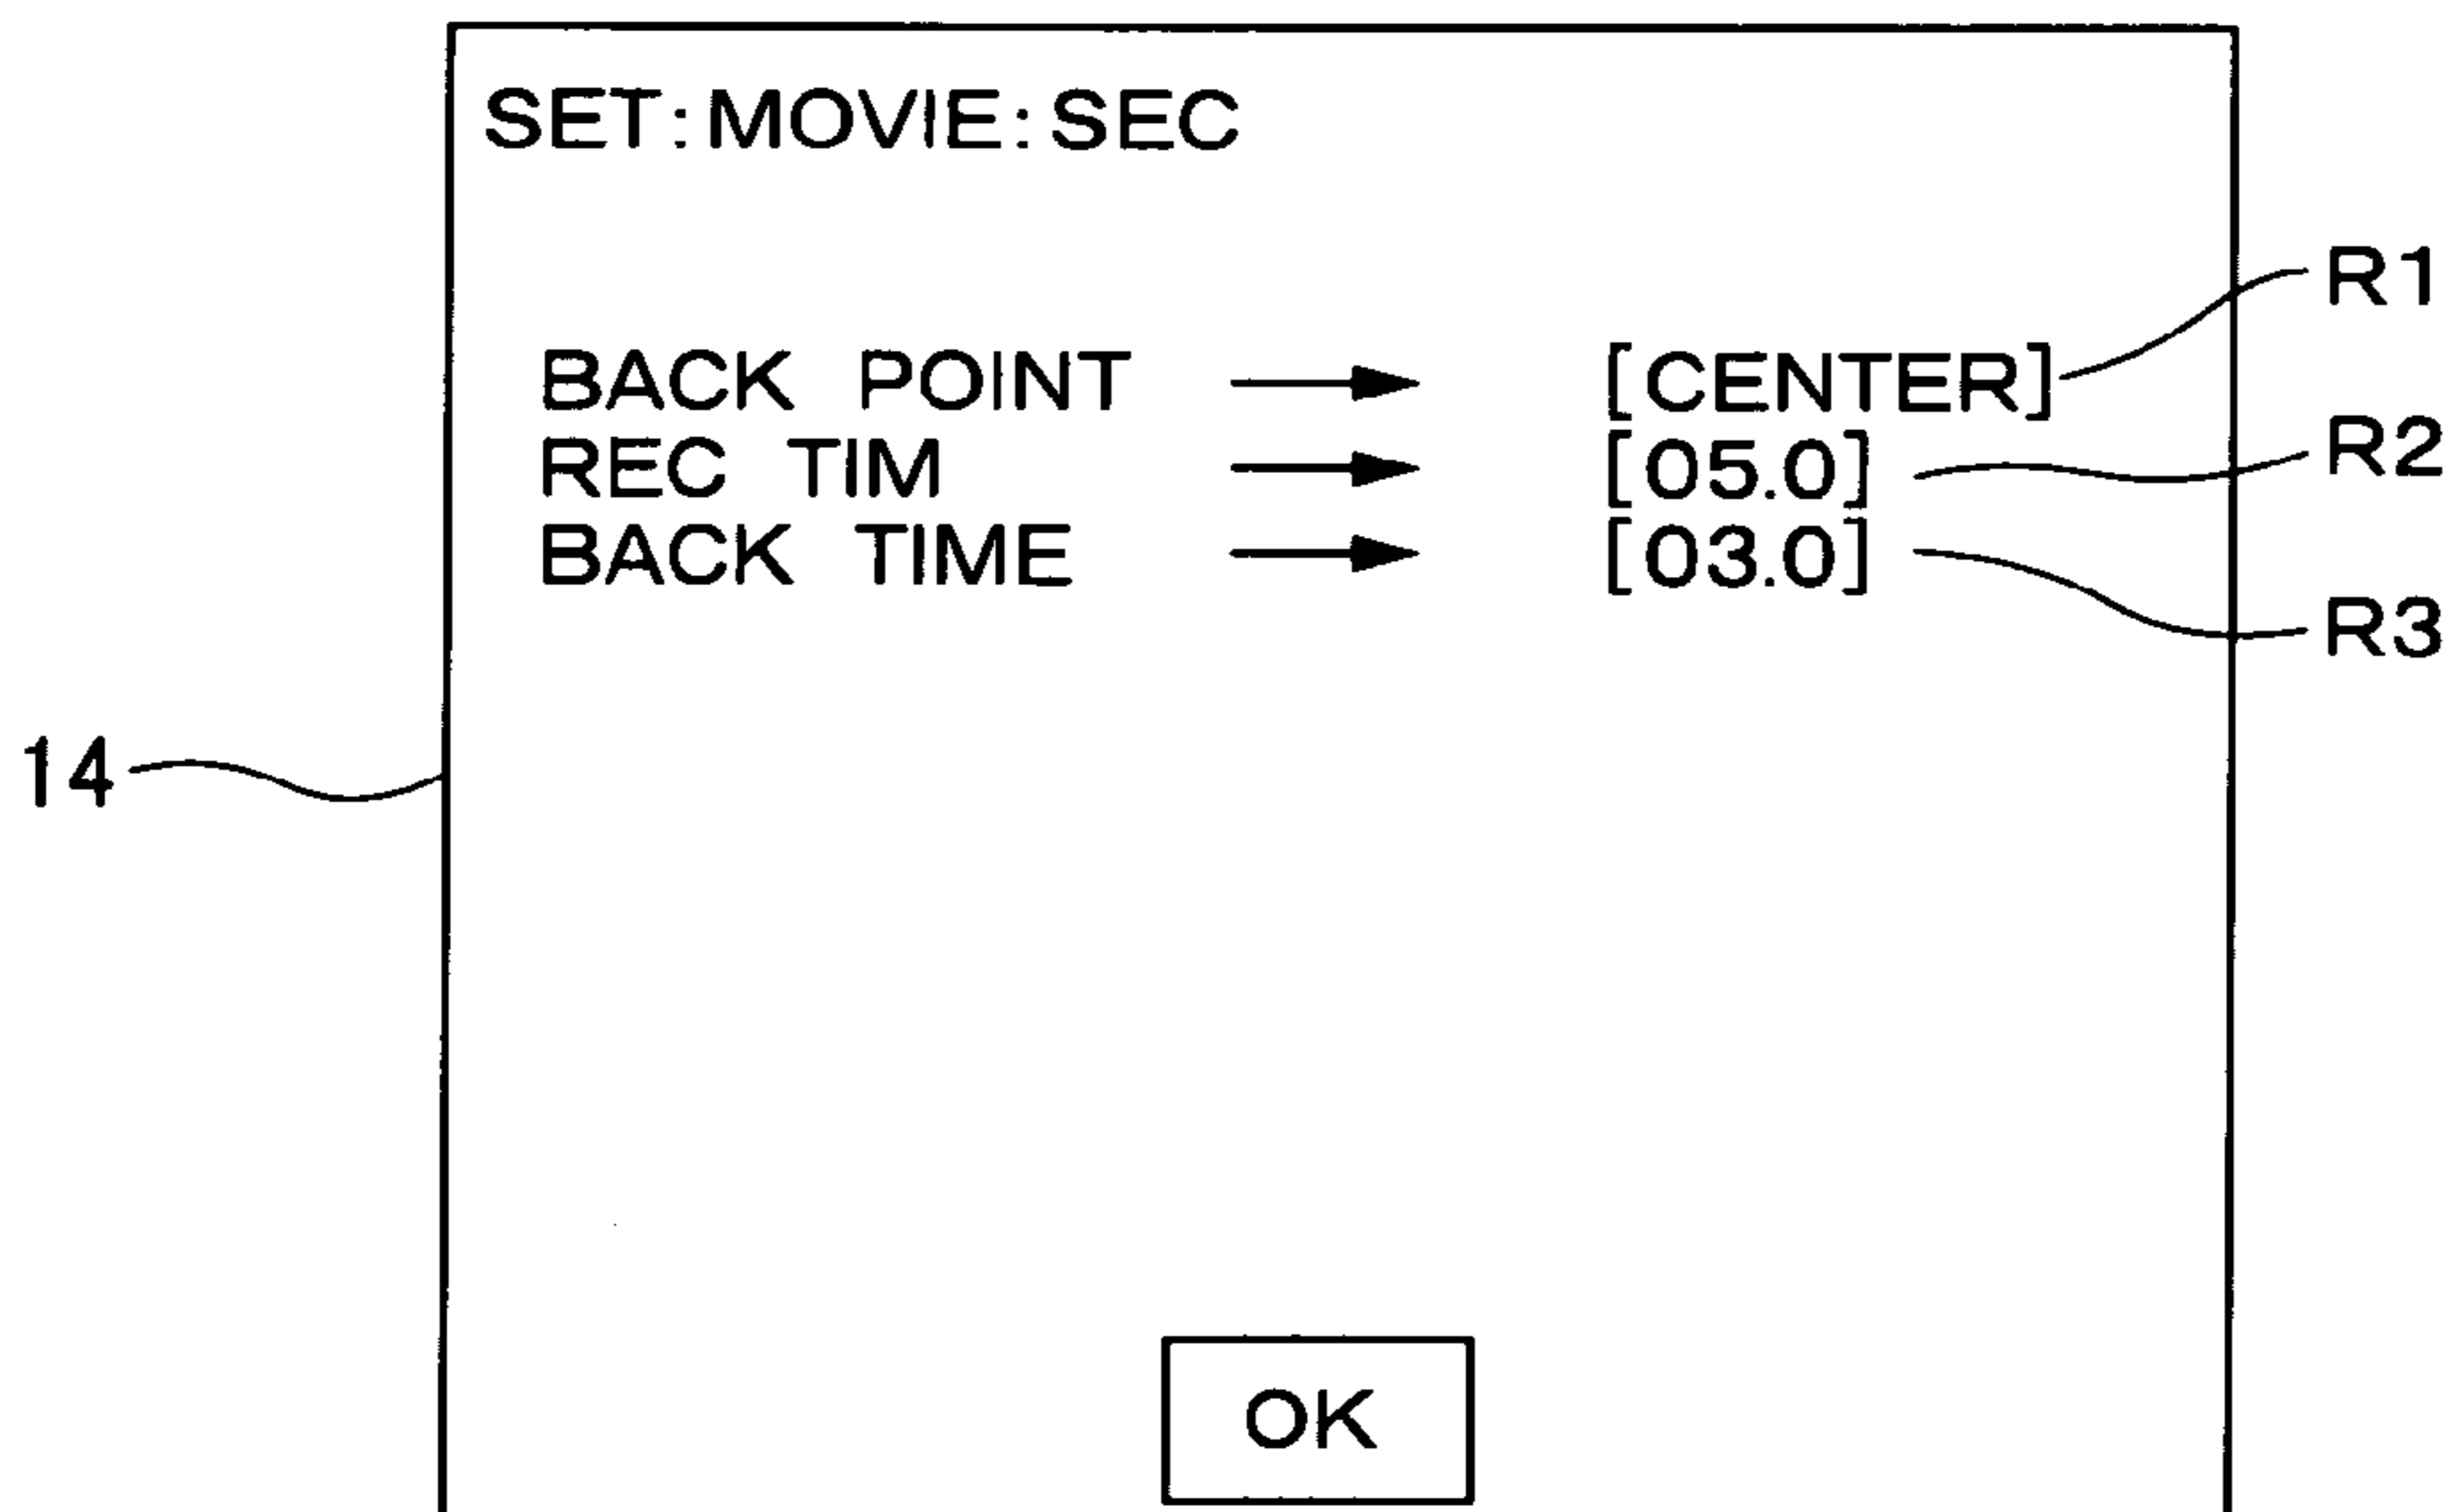 SET:MOVIE:SEC
R1
BACK POINT [CENTER]
REC TIM [05.0]
R2
BACK TIME [03.0]
R3
14
OK